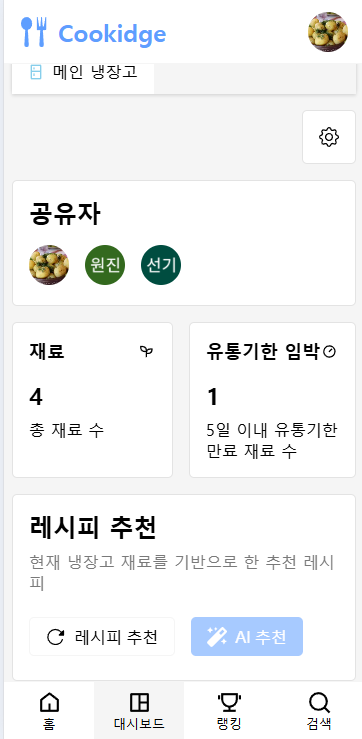 Cookidge
메인 냉장고
공유자
원진 선기
재료
4
총 재료 수
유통기한 임박
1
5일 이내 유통기한
만료 재료 수
레시피 추천
현재 냉장고 재료를 기반으로 한 추천 레시
피
레시피 추천 AI 추천
홈 대시보드 랭킹 검색